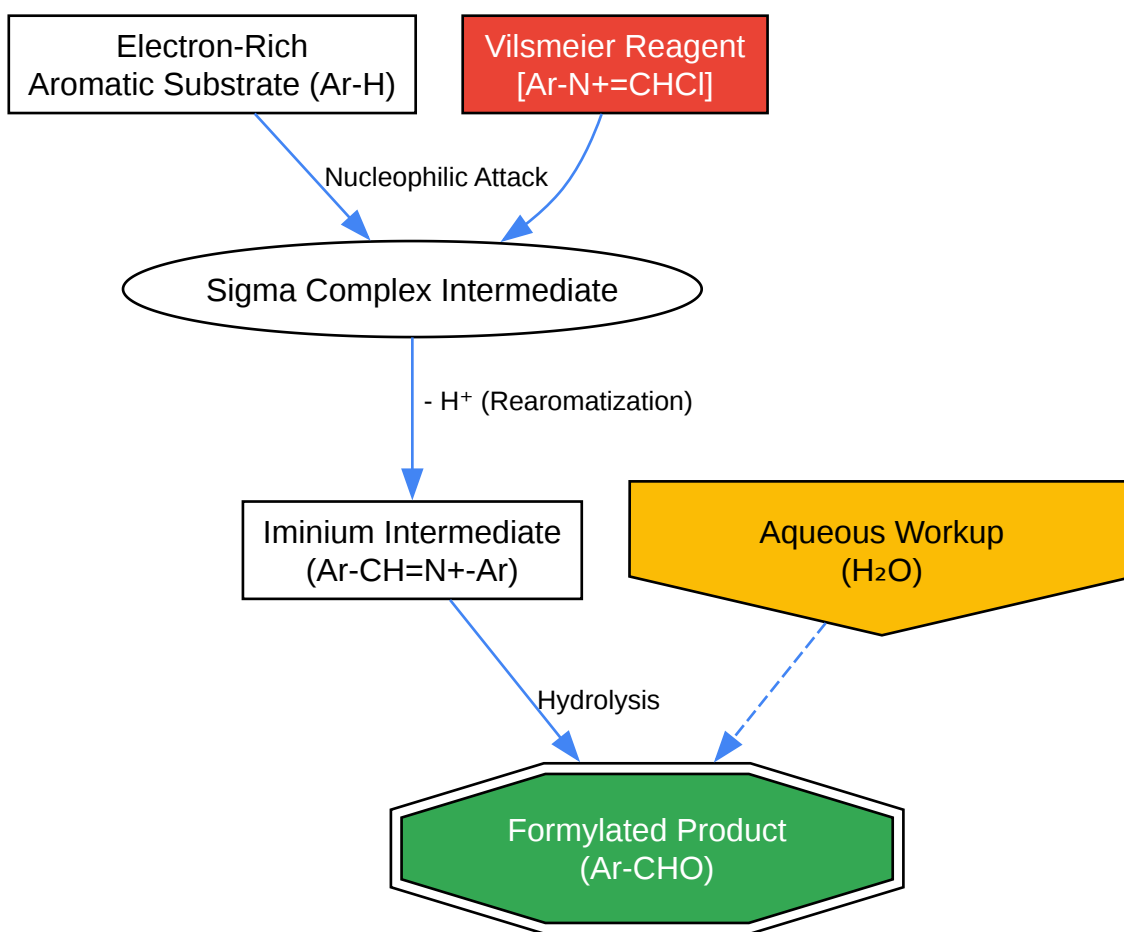 Electron-Rich
Aromatic Substrate (Ar-H)
Vilsmeier Reagent
[Ar-N+=CHCl]
Nucleophilic Attack
Sigma Complex Intermediate
- H⁺ (Rearomatization)
Iminium Intermediate
(Ar-CH=N+-Ar)
Aqueous Workup
(H₂O)
Hydrolysis
Formylated Product
(Ar-CHO)